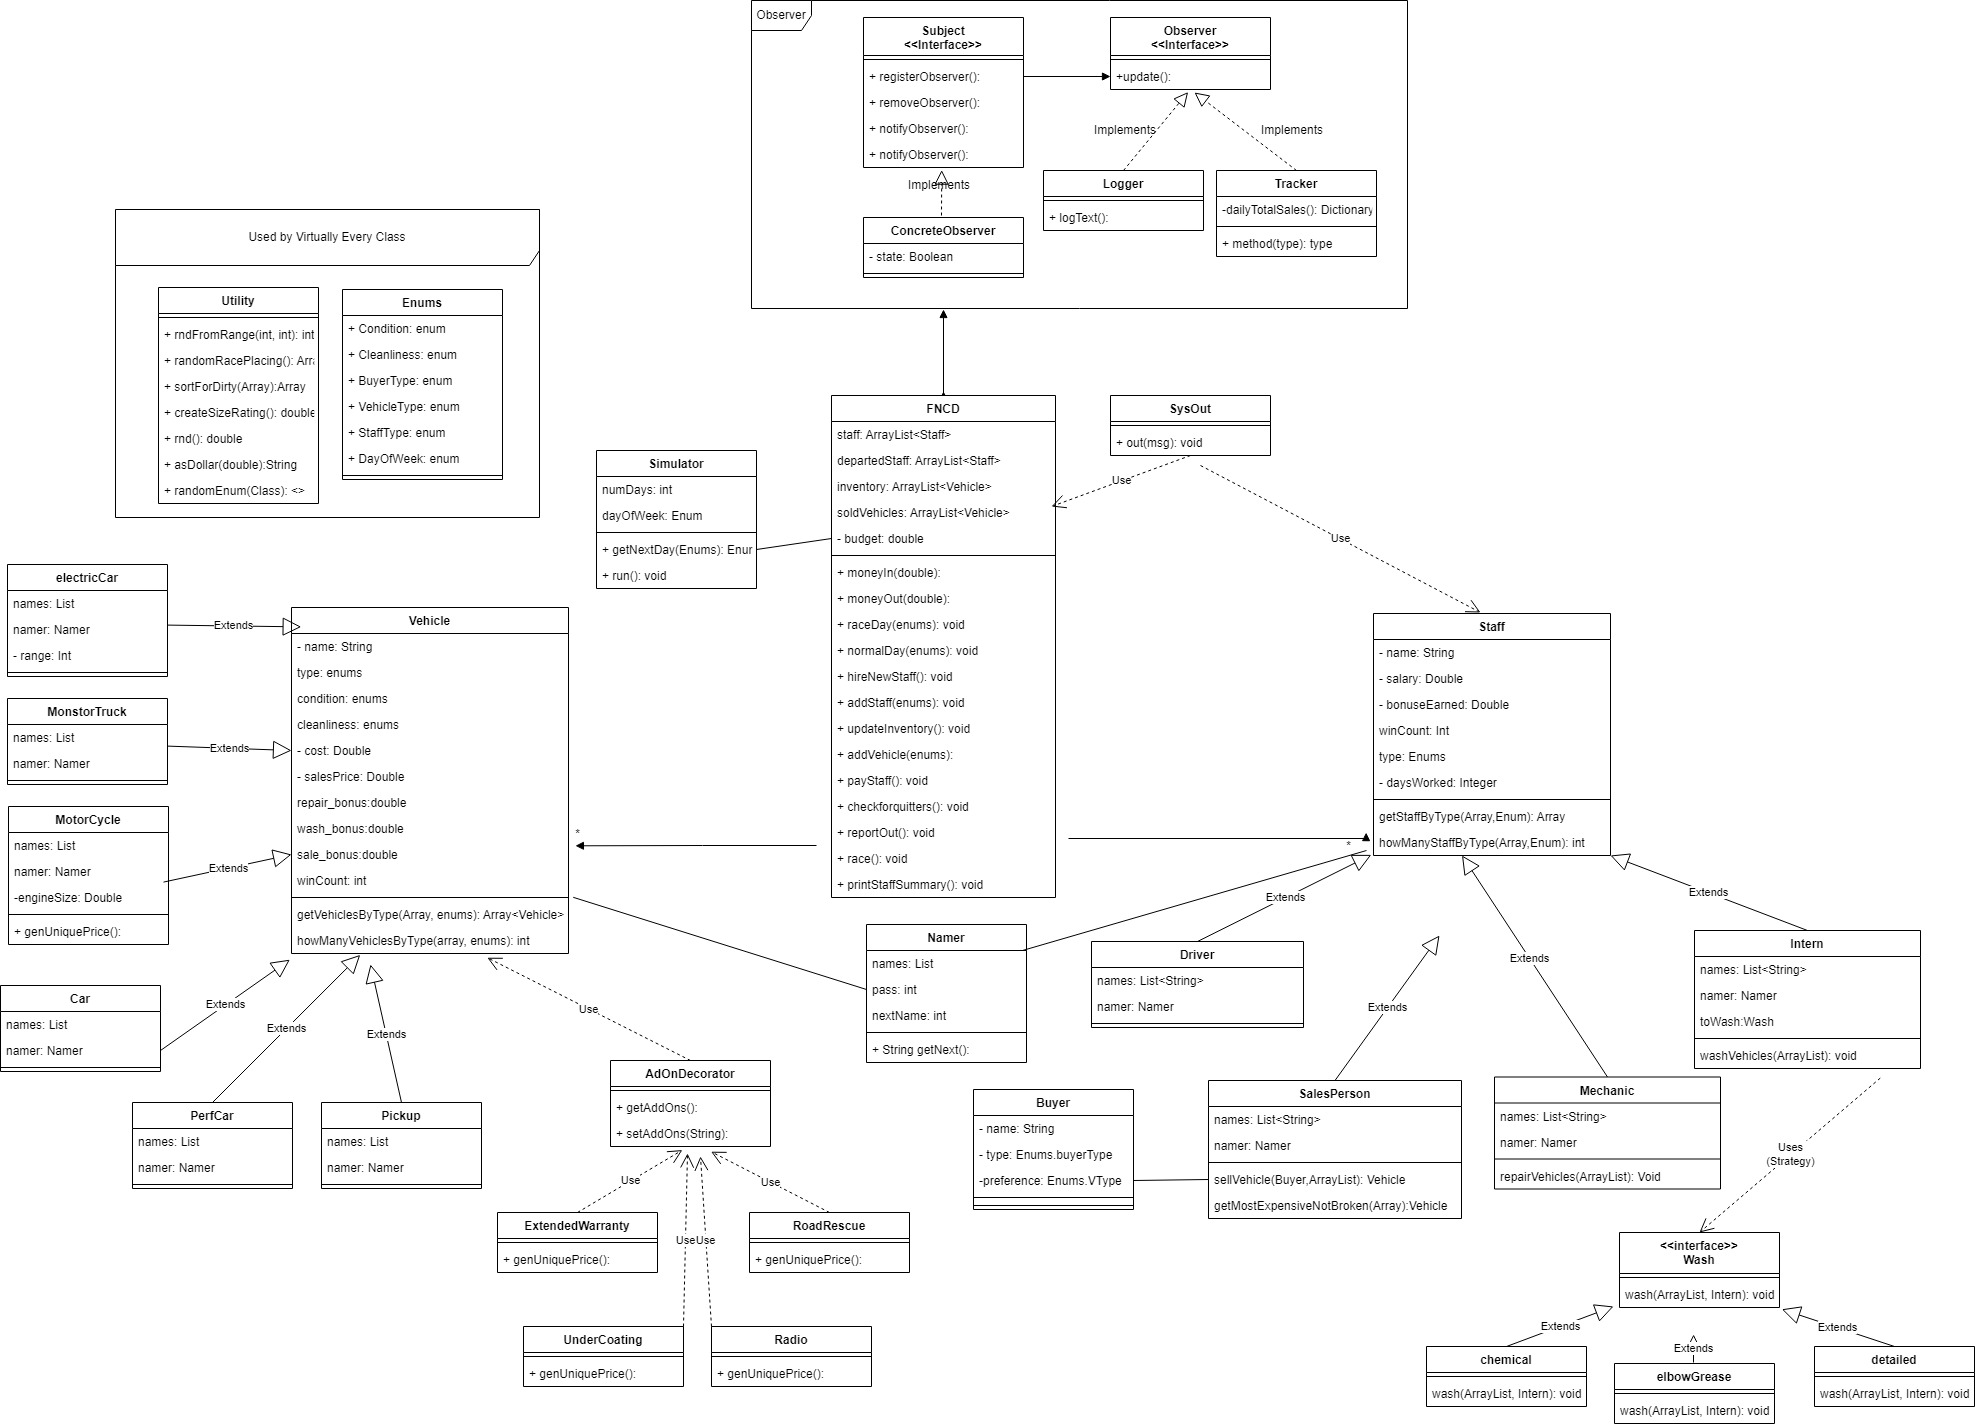 Observer
Subject
<<Interface>>
+ registerObserver():
+ removeObserver():
+ notifyObserver():
+ notifyObserver():
Observer
<<Interface>>
+update():
Implements
Implements
Implements
Logger
+ logText():
Tracker
-dailyTotalSales(): Dictionary
+ method(type): type
ConcreteObserver
- state: Boolean
Used by Virtually Every Class
Utility
+ rndFromRange(int, int): int
+ randomRacePlacing(): Arr
+ sortForDirty(Array):Array
+ createSizeRating(): double
+ rnd(): double
+ asDollar(double):String
+ randomEnum(Class): <>
Enums
+ Condition: enum
+ Cleanliness: enum
+ BuyerType: enum
+ VehicleType: enum
+ StaffType: enum
+ DayOfWeek: enum
Simulator
numDays: int
dayOfWeek: Enum
+ getNextDay(Enums): Enur
+ run(): void
FNCD
staff: ArrayList<Staff>
departedStaff: ArrayList<Staff>
inventory: ArrayList<Vehicle>
soldVehicles: ArrayList<Vehicle>
- budget: double
+ moneyIn(double):
+ moneyOut(double):
+ raceDay(enums): void
+ normalDay(enums): void
+ hireNewStaff(): void
+ addStaff(enums): void
+ updateInventory(): void
+ addVehicle(enums):
+ payStaff(): void
+ checkforquitters(): void
+ reportOut(): void
+ race(): void
+ printStaffSummary(): void
SysOut
+ out(msg): void
Use
Use
electricCar
names: List
namer: Namer
- range: Int
Extends
MonstorTruck
names: List
namer: Namer
Extends
MotorCycle
names: List
namer: Namer
-engineSize: Double
+ genUniquePrice():
Extends
Vehicle
- name: String
type: enums
condition: enums
cleanliness: enums
- cost: Double
- salesPrice: Double
repair_bonus:double
wash_bonus:double
sale_bonus:double
winCount: int
getVehiclesByType(Array, enums): Array<Vehicle>
howManyVehiclesByType(array, enums): int
*
*
Staff
- name: String
- salary: Double
- bonuseEarned: Double
winCount: Int
type: Enums
- daysWorked: Integer
getStaffByType(Array,Enum): Array
howManyStaffByType(Array,Enum): int
Car
names: List
namer: Namer
Extends
Extends
Extends
PerfCar
names: List
namer: Namer
Pickup
names: List
namer: Namer
Use
Namer
names: List
pass: int
nextName: int
+ String getNext():
Extends
Driver
names: List<String>
namer: Namer
Extends
Extends
Extends
Intern
names: List<String>
namer: Namer
toWash:Wash
washVehicles(ArrayList): void
AdOnDecorator
+ getAddOns():
+ setAddOns(String):
Buyer
- name: String
- type: Enums.buyerType
-preference: Enums.VType
SalesPerson
names: List<String>
namer: Namer
sellVehicle(Buyer,ArrayList): Vehicle
getMostExpensiveNotBroken(Array):Vehicle
Mechanic
names: List<String>
namer: Namer
repairVehicles(ArrayList): Void
Uses
(Strategy)
Use
Use
Use
Use
ExtendedWarranty
+ genUniquePrice():
RoadRescue
+ genUniquePrice():
UnderCoating
+ genUniquePrice():
Radio
+ genUniquePrice():
<<interface>>
Wash
wash(ArrayList, Intern): void
Extends
Extends
Extends
chemical
wash(ArrayList, Intern): void
elbowGrease
wash(ArrayList, Intern): void
detailed
wash(ArrayList, Intern): void